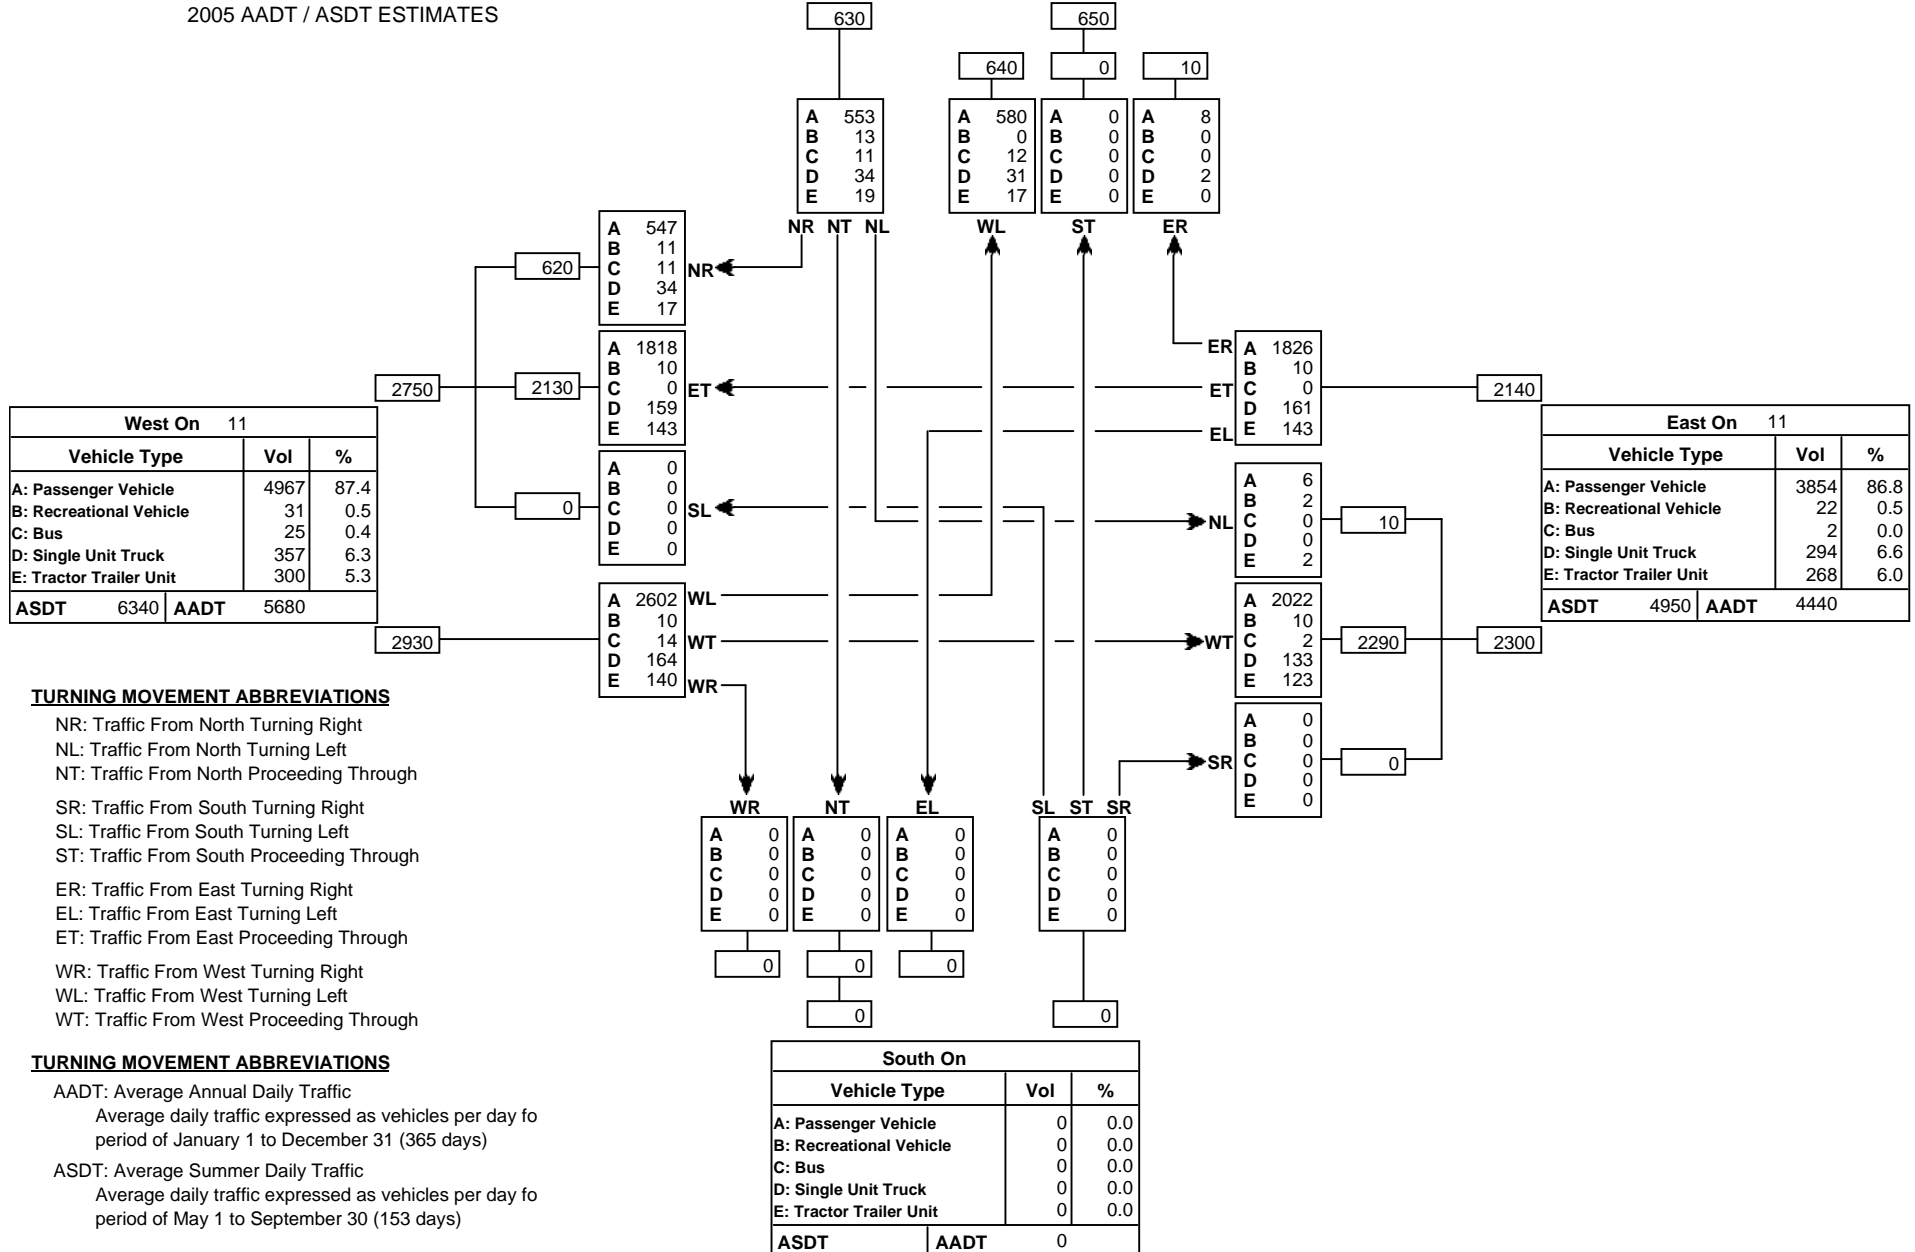 2005 AADT / ASDT ESTIMATES
630
650
640
0
10
A 553
B 13
C 11
D 34
E 19
A 580
B 0
C 12
D 31
E 17
A 0
B 0
C 0
D 0
E 0
A 8
B 0
C 0
D 2
E 0
NR NT NL
WL
ST
ER
620
A 547
B 11
C 11
D 34
E 17
NR
2750
2130
A 1818
B 10
C 0
D 159
E 143
ET
0
A 0
B 0
C 0
D 0
E 0
SL
2930
A 2602
B 10
C 14
D 164
E 140
WL
WT
WR
ER
ET
EL
A 1826
B 10
C 0
D 161
E 143
2140
NL
A 6
B 2
C 0
D 0
E 2
10
WT
A 2022
B 10
C 2
D 133
E 123
2290
2300
SR
A 0
B 0
C 0
D 0
E 0
0
West On 11
Vehicle Type Vol %
A: Passenger Vehicle 4967 87.4
B: Recreational Vehicle 31 0.5
C: Bus 25 0.4
D: Single Unit Truck 357 6.3
E: Tractor Trailer Unit 300 5.3
ASDT 6340 AADT 5680
East On 11
Vehicle Type Vol %
A: Passenger Vehicle 3854 86.8
B: Recreational Vehicle 22 0.5
C: Bus 2 0.0
D: Single Unit Truck 294 6.6
E: Tractor Trailer Unit 268 6.0
ASDT 4950 AADT 4440
WR
NT
EL
SL ST SR
A 0
B 0
C 0
D 0
E 0
A 0
B 0
C 0
D 0
E 0
A 0
B 0
C 0
D 0
E 0
A 0
B 0
C 0
D 0
E 0
0
0
0
0
0
South On
Vehicle Type Vol %
A: Passenger Vehicle 0 0.0
B: Recreational Vehicle 0 0.0
C: Bus 0 0.0
D: Single Unit Truck 0 0.0
E: Tractor Trailer Unit 0 0.0
ASDT AADT 0
TURNING MOVEMENT ABBREVIATIONS
NR: Traffic From North Turning Right
NL: Traffic From North Turning Left
NT: Traffic From North Proceeding Through
SR: Traffic From South Turning Right
SL: Traffic From South Turning Left
ST: Traffic From South Proceeding Through
ER: Traffic From East Turning Right
EL: Traffic From East Turning Left
ET: Traffic From East Proceeding Through
WR: Traffic From West Turning Right
WL: Traffic From West Turning Left
WT: Traffic From West Proceeding Through
TURNING MOVEMENT ABBREVIATIONS
AADT: Average Annual Daily Traffic
Average daily traffic expressed as vehicles per day fo
period of January 1 to December 31 (365 days)
ASDT: Average Summer Daily Traffic
Average daily traffic expressed as vehicles per day fo
period of May 1 to September 30 (153 days)